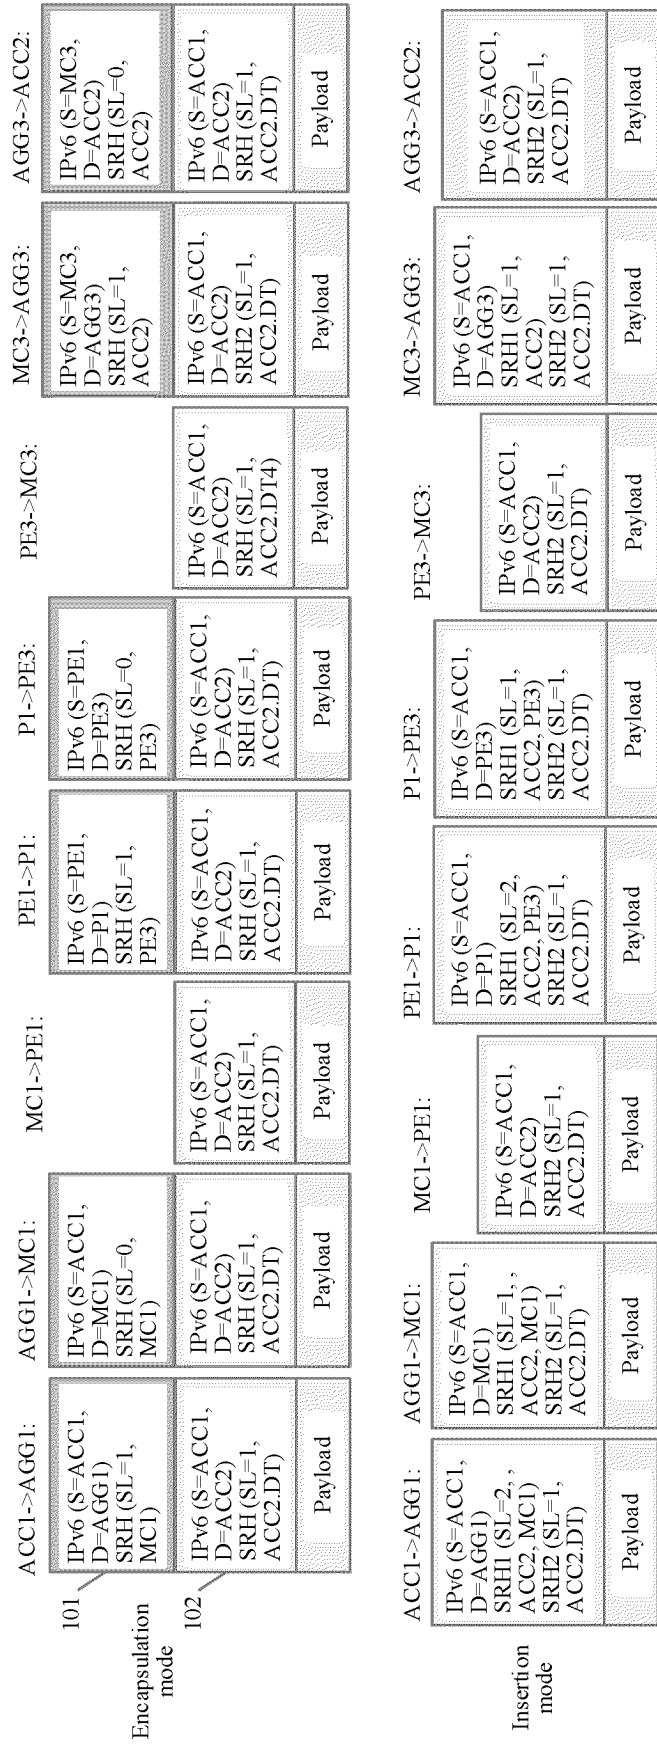 ACC1->AGG1:
AGG1->MC1:
MC1->PE1:
PE1->P1:
P1->PE3:
PE3->MC3:
MC3->AGG3:
AGG3->ACC2:
101
Encapsulation
mode
102
IPv6 (S=ACC1,
D=AGG1)
SRH (SL=1,
MC1)
IPv6 (S=ACC1,
D=ACC2)
SRH (SL=1,
ACC2.DT)
Payload
IPv6 (S=ACC1,
D=MC1)
SRH (SL=0,
MC1)
IPv6 (S=ACC1,
D=ACC2)
SRH (SL=1,
ACC2.DT)
Payload
IPv6 (S=ACC1,
D=ACC2)
SRH (SL=1,
ACC2.DT)
Payload
IPv6 (S=PE1,
D=P1)
SRH (SL=1,
PE3)
IPv6 (S=ACC1,
D=ACC2)
SRH (SL=1,
ACC2.DT)
Payload
IPv6 (S=PE1,
D=PE3)
SRH (SL=0,
PE3)
IPv6 (S=ACC1,
D=ACC2)
SRH (SL=1,
ACC2.DT)
Payload
IPv6 (S=ACC1,
D=ACC2)
SRH (SL=1,
ACC2.DT4)
Payload
IPv6 (S=MC3,
D=AGG3)
SRH (SL=1,
ACC2)
IPv6 (S=ACC1,
D=ACC2)
SRH2 (SL=1,
ACC2.DT)
Payload
IPv6 (S=MC3,
D=ACC2)
SRH (SL=0,
ACC2)
IPv6 (S=ACC1,
D=ACC2)
SRH (SL=1,
ACC2.DT)
Payload
Insertion
mode
ACC1->AGG1:
IPv6 (S=ACC1,
D=AGG1)
SRH1 (SL=2, ,
ACC2, MC1)
SRH2 (SL=1,
ACC2.DT)
Payload
AGG1->MC1:
IPv6 (S=ACC1,
D=MC1)
SRH1 (SL=1, ,
ACC2, MC1)
SRH2 (SL=1,
ACC2.DT)
Payload
MC1->PE1:
IPv6 (S=ACC1,
D=ACC2)
SRH2 (SL=1,
ACC2.DT)
Payload
PE1->P1:
IPv6 (S=ACC1,
D=P1)
SRH1 (SL=2,
ACC2, PE3)
SRH2 (SL=1,
ACC2.DT)
Payload
P1->PE3:
IPv6 (S=ACC1,
D=PE3)
SRH1 (SL=1,
ACC2, PE3)
SRH2 (SL=1,
ACC2.DT)
Payload
PE3->MC3:
IPv6 (S=ACC1,
D=ACC2)
SRH2 (SL=1,
ACC2.DT)
Payload
MC3->AGG3:
IPv6 (S=ACC1,
D=AGG3)
SRH1 (SL=1,
ACC2)
SRH2 (SL=1,
ACC2.DT)
Payload
AGG3->ACC2:
IPv6 (S=ACC1,
D=ACC2)
SRH2 (SL=1,
ACC2.DT)
Payload